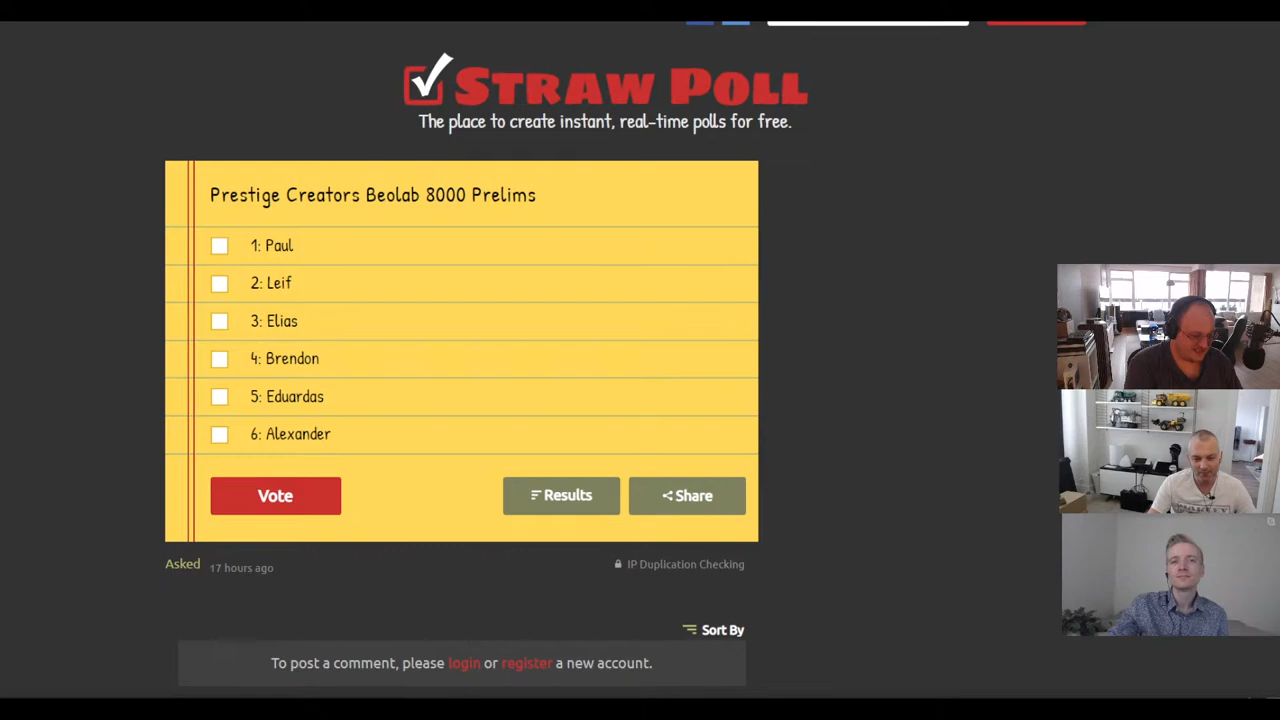 STRAW POLL
The place to create instant, real-time polls for free.
Prestige Creators Beolab 8000 Prelims
1: Paul
2: Leif
3: Elias
4: Brendon
5: Eduardas
6: Alexander
Vote
Results
Share
Asked 17 hours ago
IP Duplication Checking
Sort By
To post a comment, please login or register a new account.